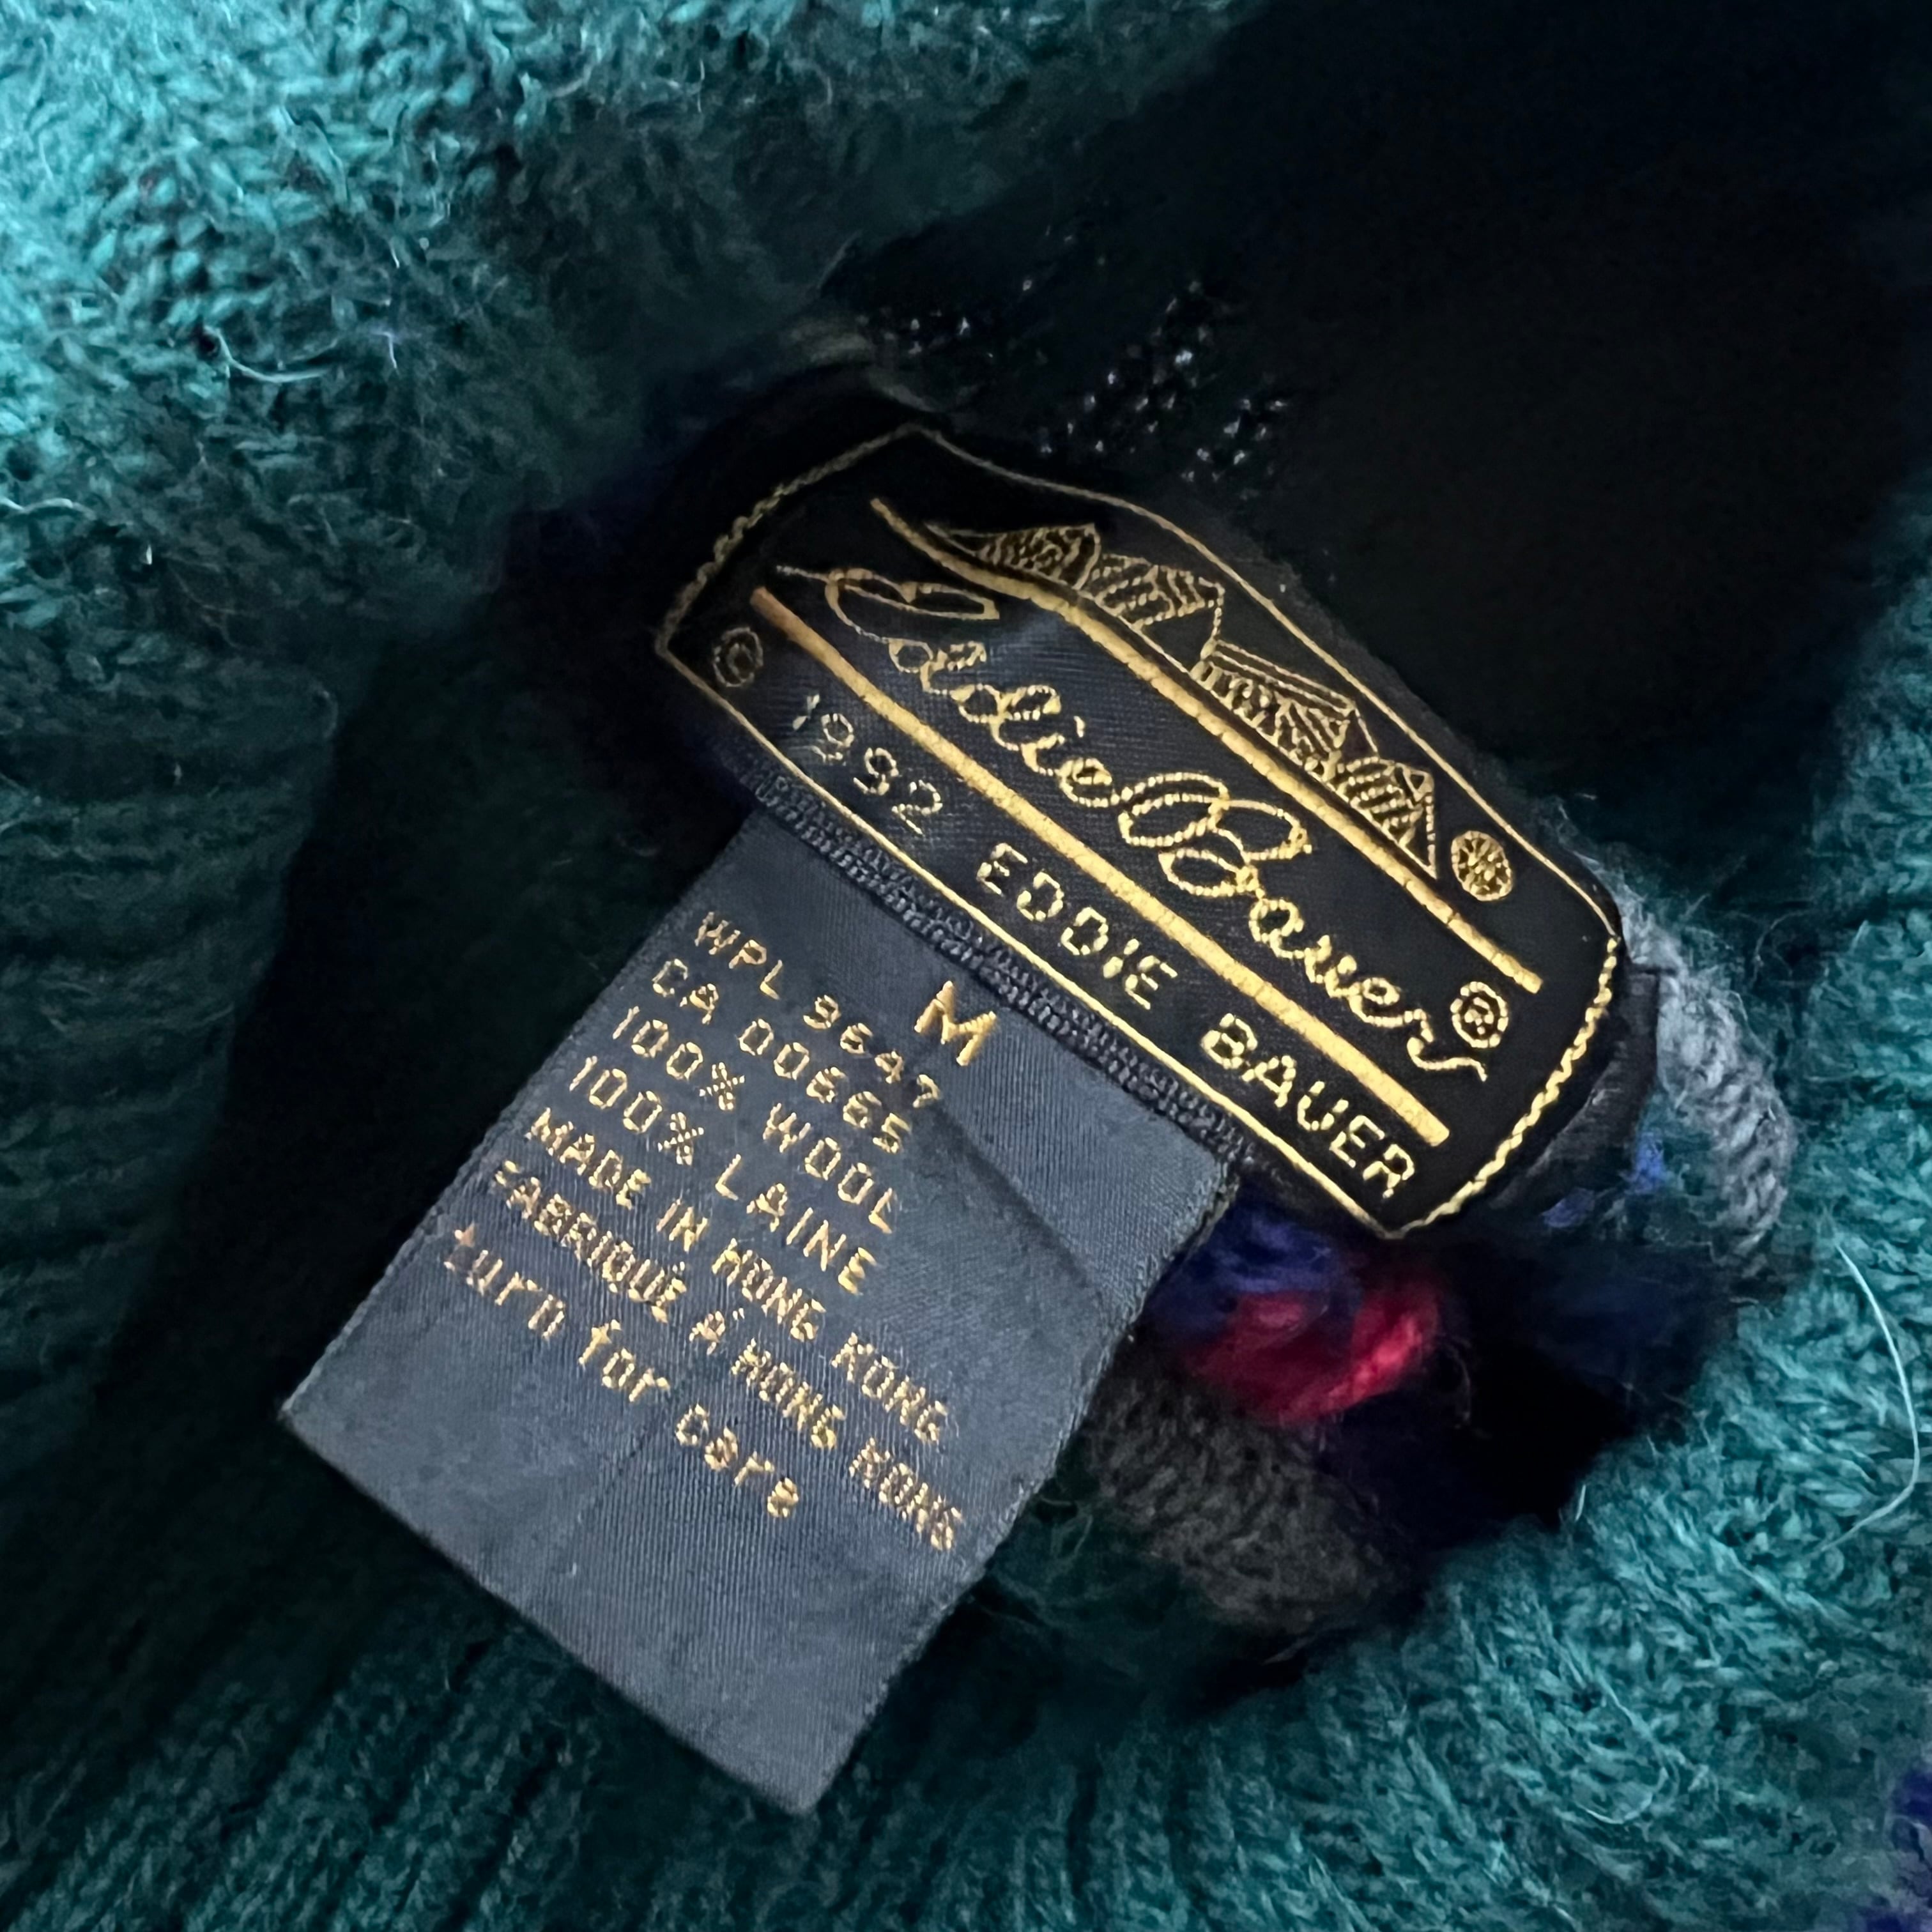 Eddie Bauer ®
© 1992 EDDIE BAUER
M
WPL 9647
CA 00665
100% WOOL
100% LAINE
MADE IN HONG KONG
FABRIQUÉ À HONG KONG
turn for care